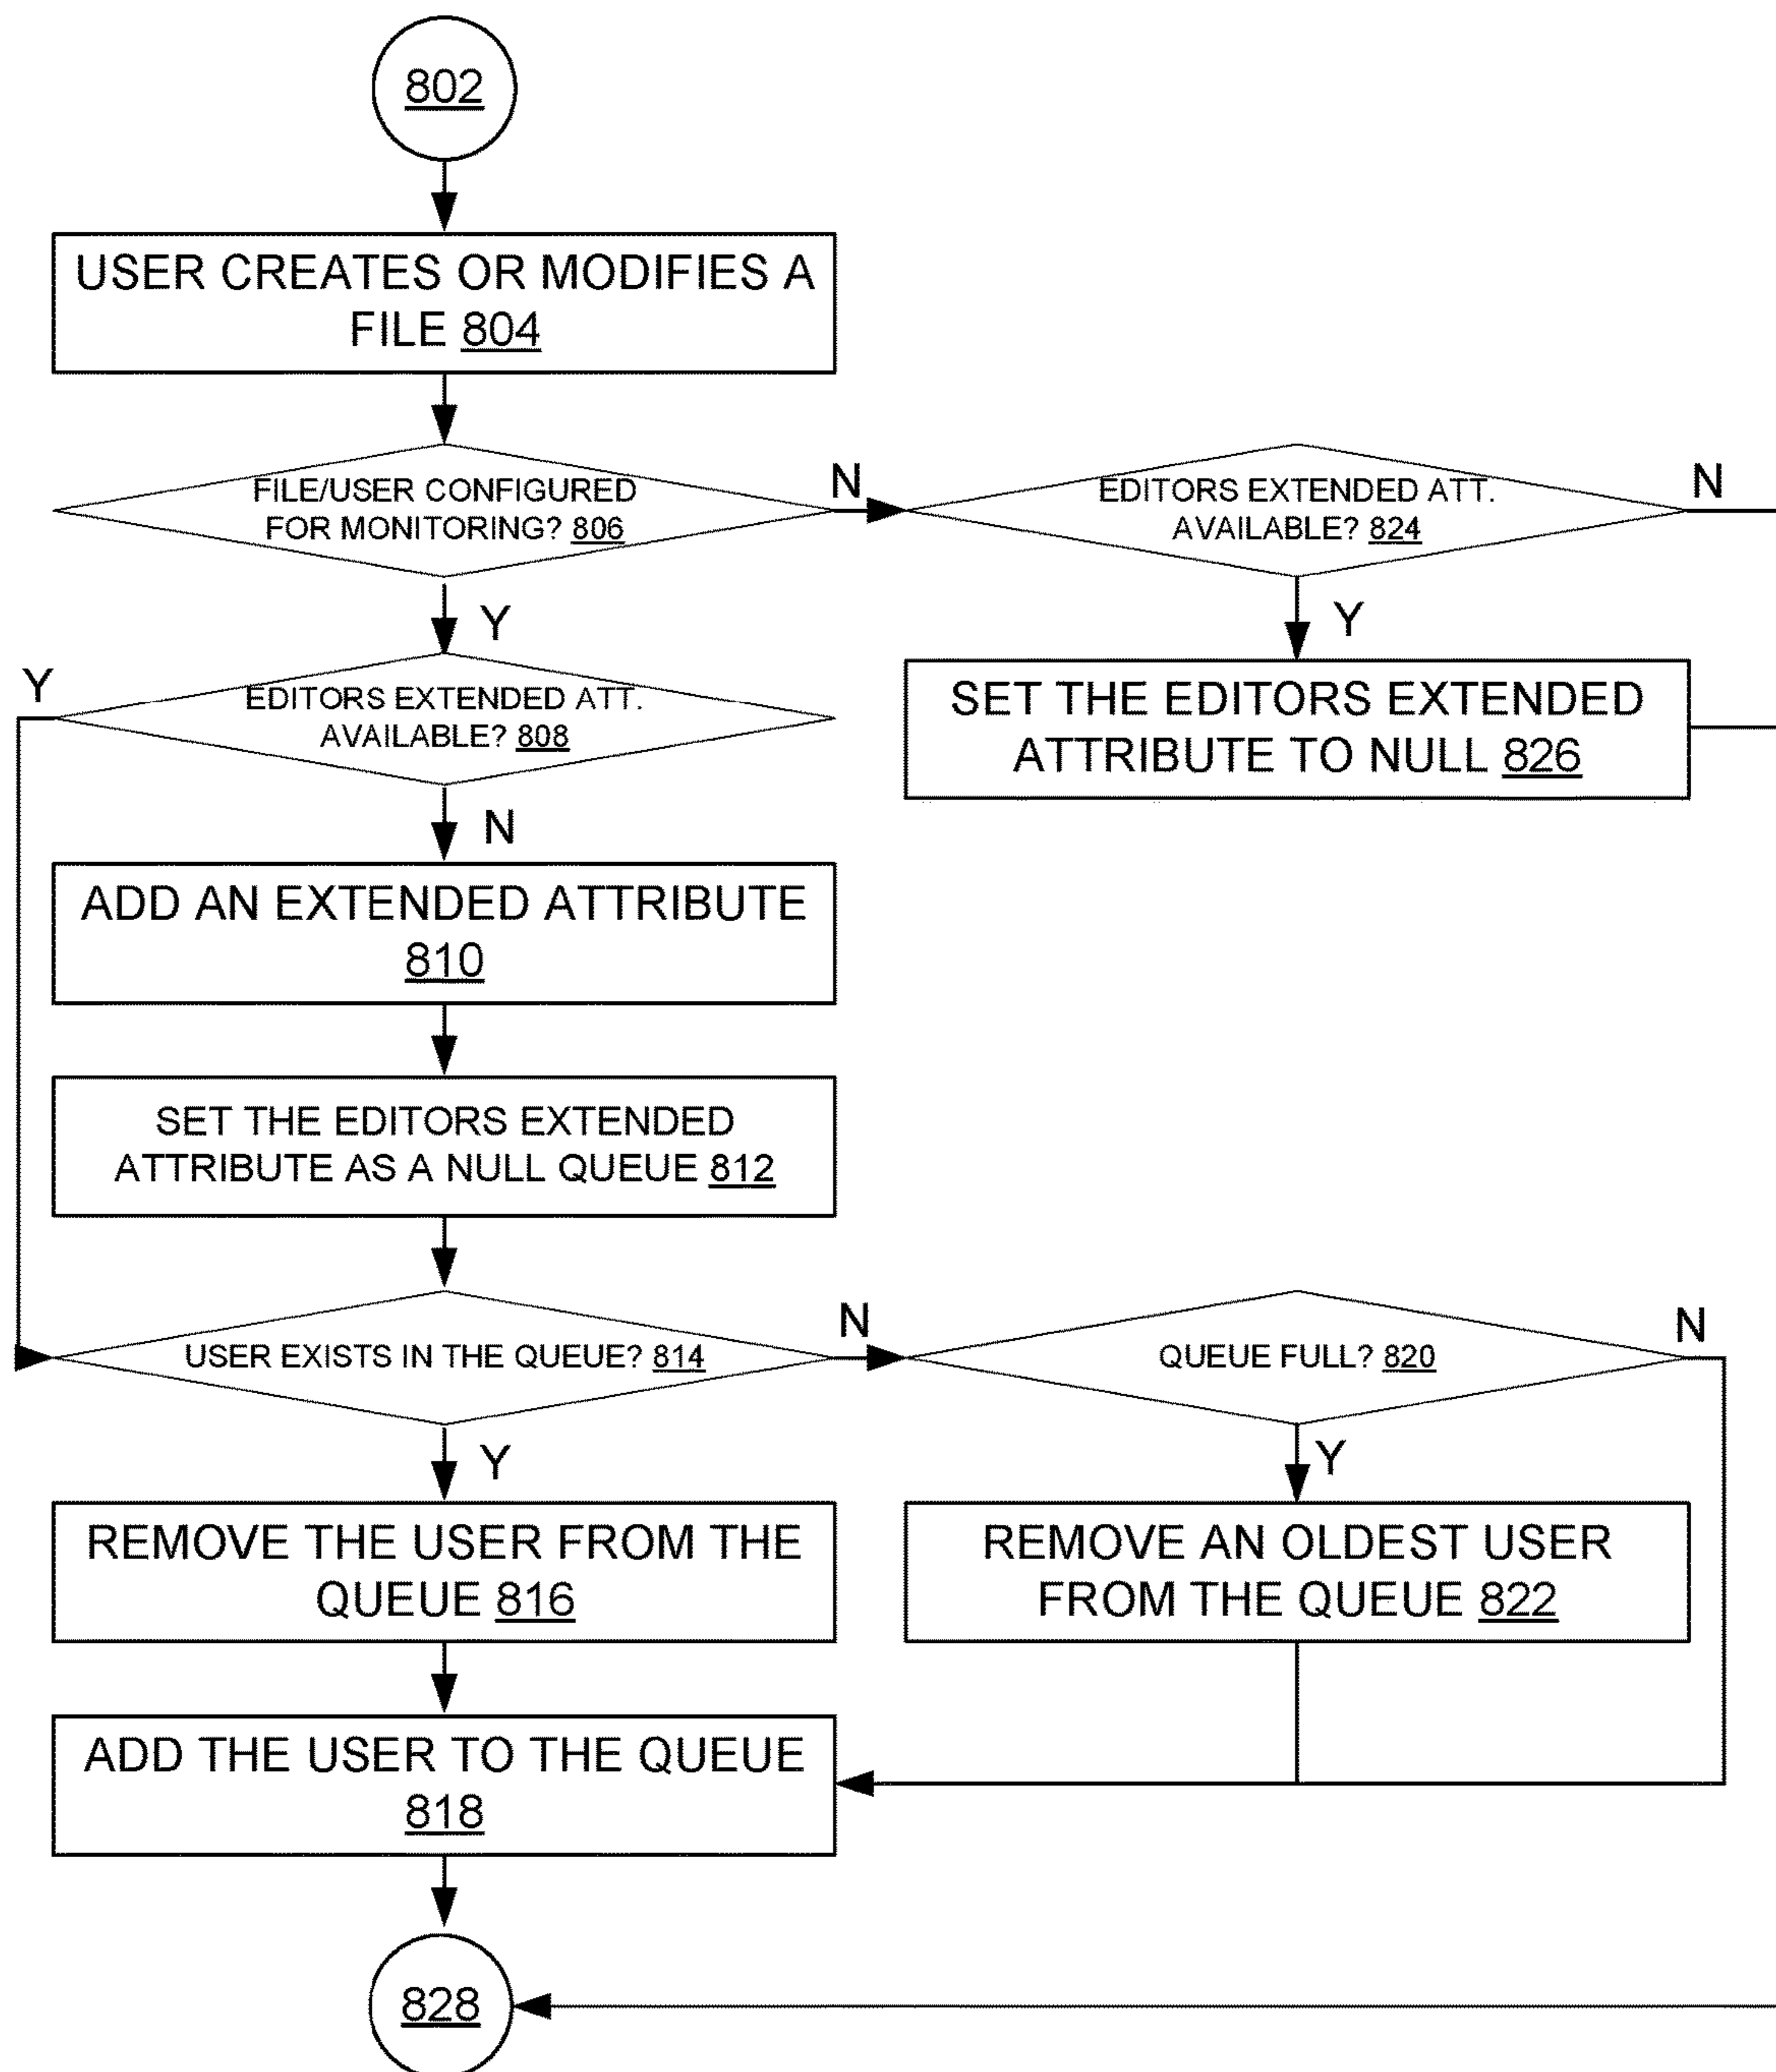 802
USER CREATES OR MODIFIES A
FILE 804
FILE/USER CONFIGURED
FOR MONITORING? 806
N
EDITORS EXTENDED ATT.
AVAILABLE? 824
N
Y
Y
SET THE EDITORS EXTENDED
ATTRIBUTE TO NULL 826
Y
EDITORS EXTENDED ATT.
AVAILABLE? 808
N
ADD AN EXTENDED ATTRIBUTE
810
SET THE EDITORS EXTENDED
ATTRIBUTE AS A NULL QUEUE 812
USER EXISTS IN THE QUEUE? 814
N
QUEUE FULL? 820
N
Y
Y
REMOVE THE USER FROM THE
QUEUE 816
REMOVE AN OLDEST USER
FROM THE QUEUE 822
ADD THE USER TO THE QUEUE
818
828